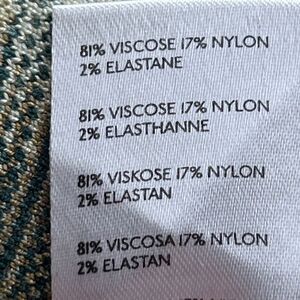 81% VISCOSE 17% NYLON
2% ELASTANE
81% VISCOSE 17% NYLON
2% ELASTHANNE
81% VISKOSE 17% NYLON
2% ELASTAN
81% VISCOSA 17% NYLON
2% ELASTAN